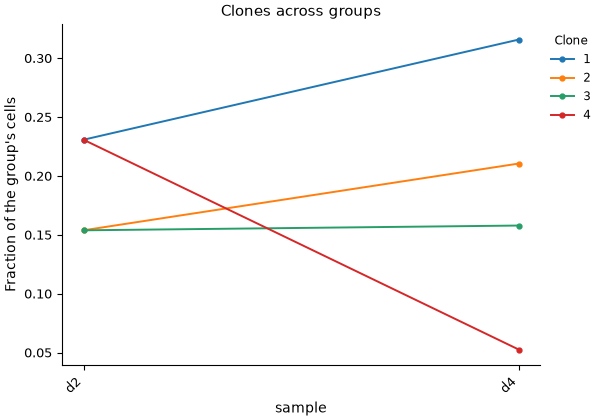 Clones across groups
Fraction of the group's cells
0.30
0.25
0.20
0.15
0.10
0.05
d2
d4
sample
Clone
1
2
3
4